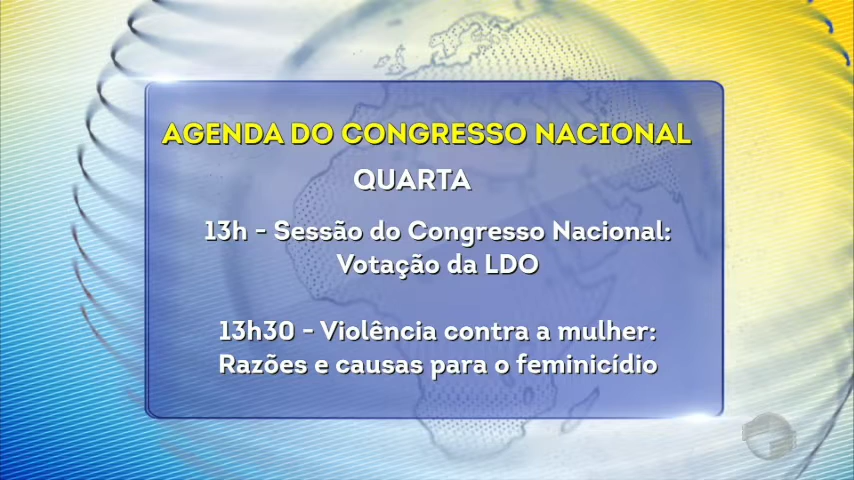 AGENDA DO CONGRESSO NACIONAL
QUARTA
13h - Sessão do Congresso Nacional:
Votação da LDO
13h30 - Violência contra a mulher:
Razões e causas para o feminicídio